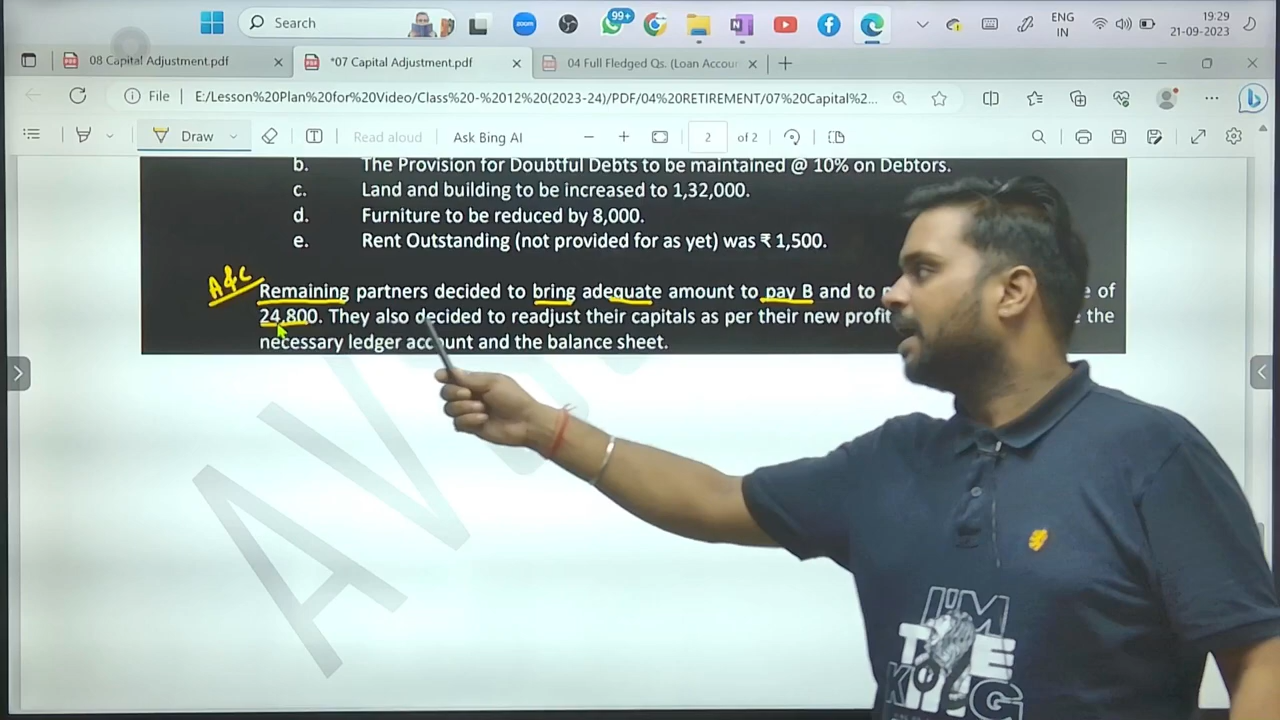 Search
99+
zoom
ENG
IN
19:29
21-09-2023
08 Capital Adjustment.pdf
*07 Capital Adjustment.pdf
04 Full Fledged Qs. (Loan Accour
File
E:/Lesson%20Plan%20for%20Video/Class%20-%2012%20(2023-24)/PDF/04%20RETIREMENT/07%20Capital%2...
Draw
Read aloud
Ask Bing AI
2
of 2
b. The Provision for Doubtful Debts to be maintained @ 10% on Debtors.
c. Land and building to be increased to 1,32,000.
d. Furniture to be reduced by 8,000.
e. Rent Outstanding (not provided for as yet) was ₹ 1,500.
A & C
Remaining partners decided to bring adequate amount to pay B and to of
24,800. They also decided to readjust their capitals as per their new profit the
necessary ledger account and the balance sheet.
I'M
THE
KING